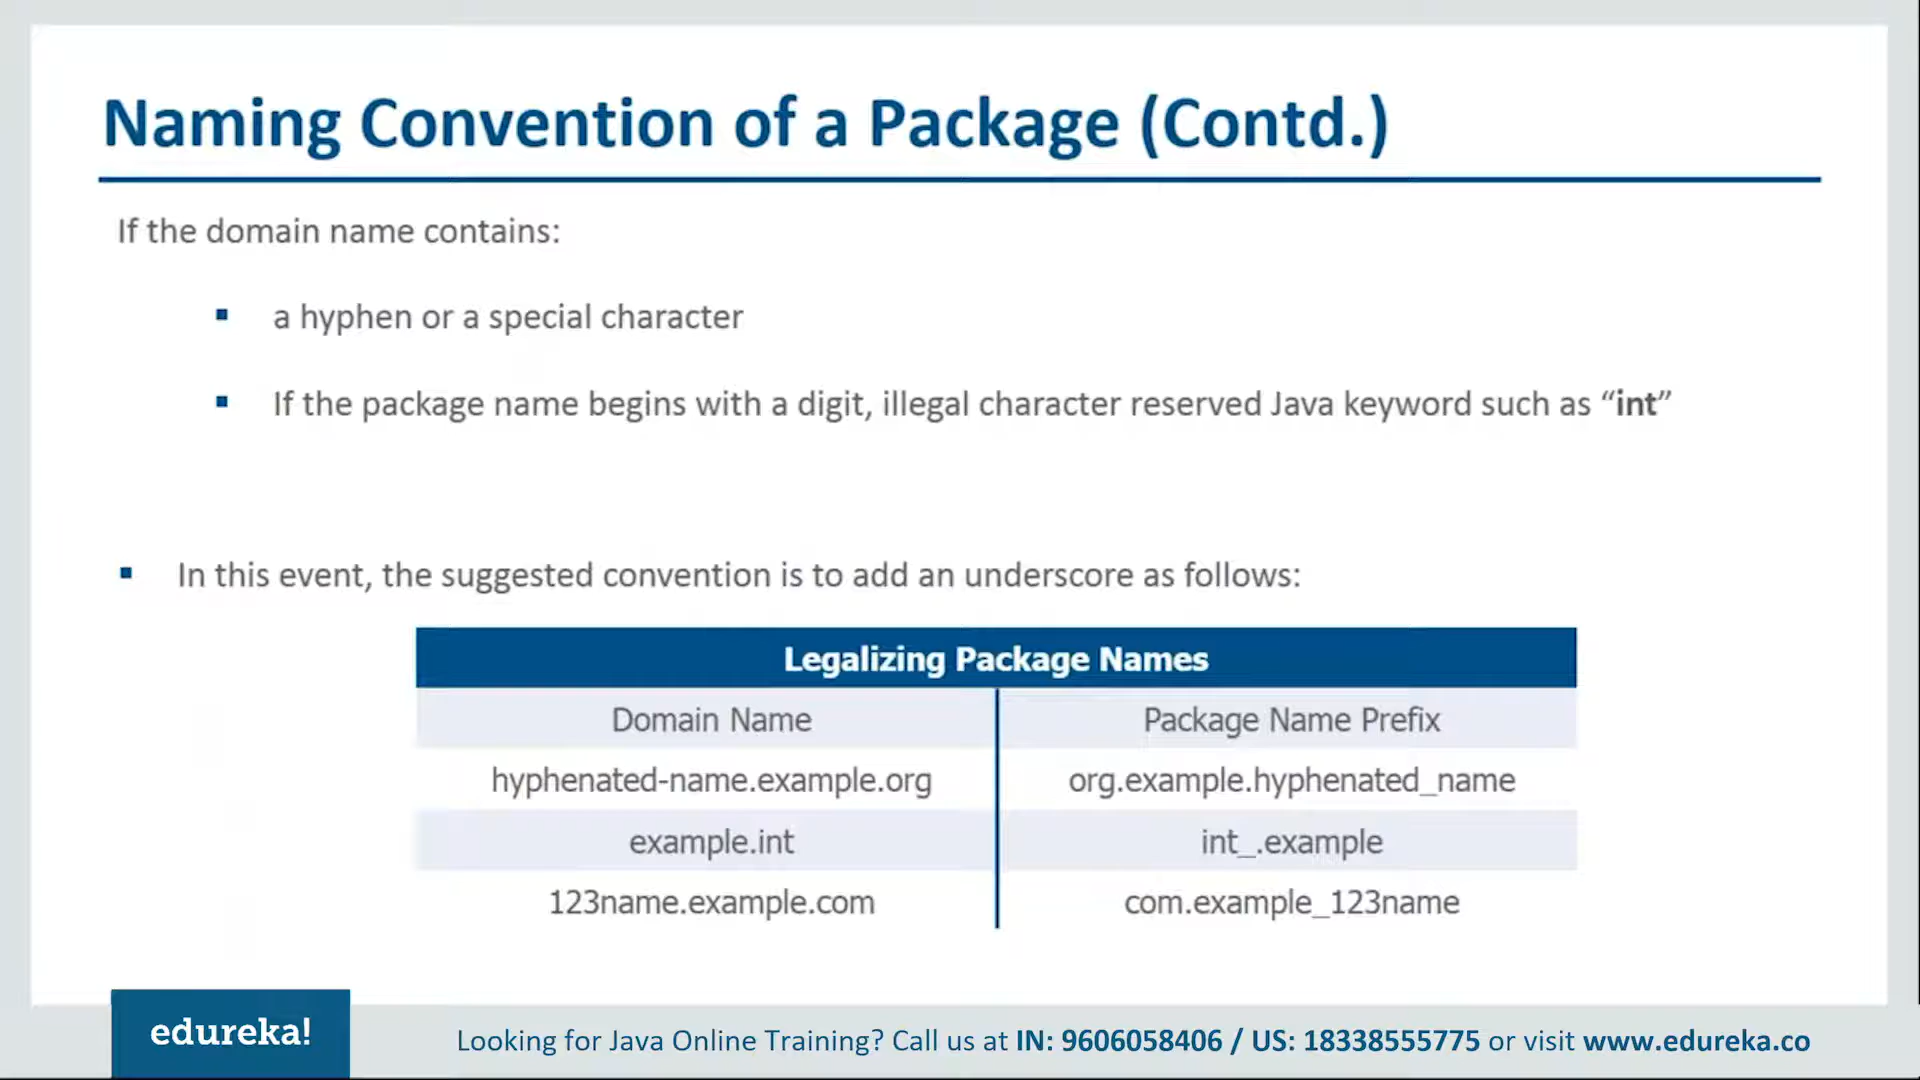 Naming Convention of a Package (Contd.)
If the domain name contains:
a hyphen or a special character
If the package name begins with a digit, illegal character reserved Java keyword such as “int”
In this event, the suggested convention is to add an underscore as follows:
Legalizing Package Names
Domain Name Package Name Prefix
hyphenated-name.example.org org.example.hyphenated_name
example.int int_.example
123name.example.com com.example_123name
edureka!
Looking for Java Online Training? Call us at IN: 9606058406 / US: 18338555775 or visit www.edureka.co